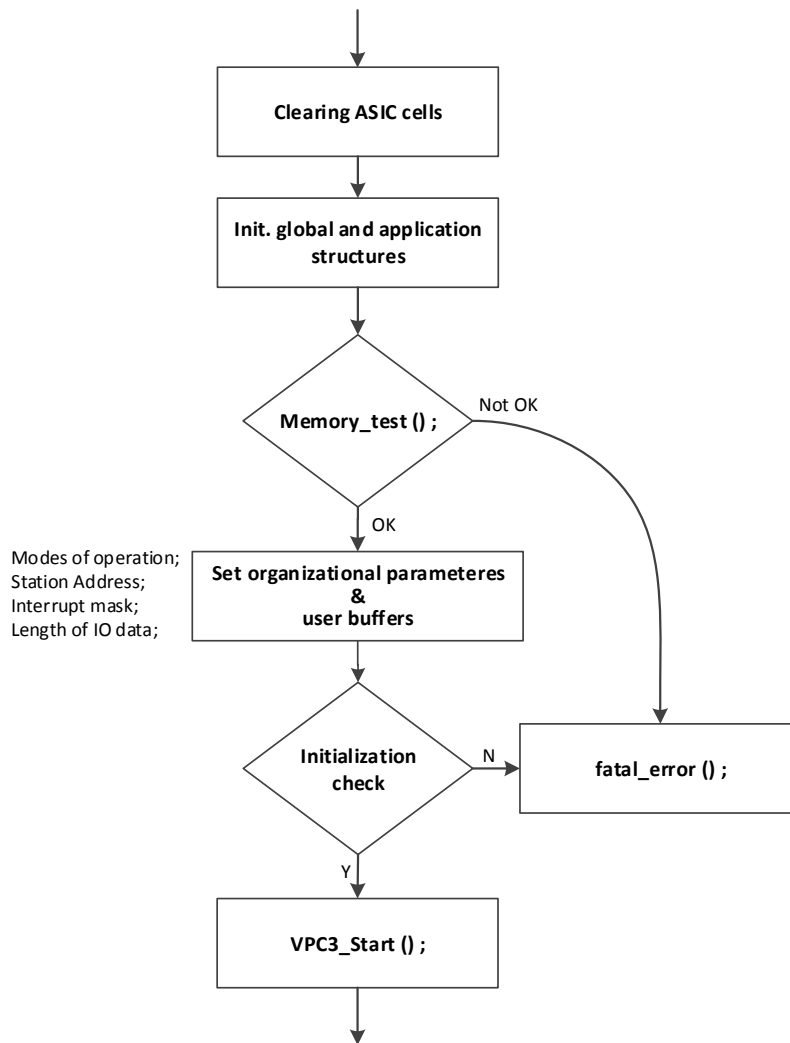 Clearing ASIC cells
Init. global and application
structures
Memory_test () ;
Not OK
OK
Modes of operation;
Station Address;
Interrupt mask;
Length of IO data;
Set organizational parameteres
&
user buffers
Initialization
check
N
fatal_error () ;
Y
VPC3_Start () ;